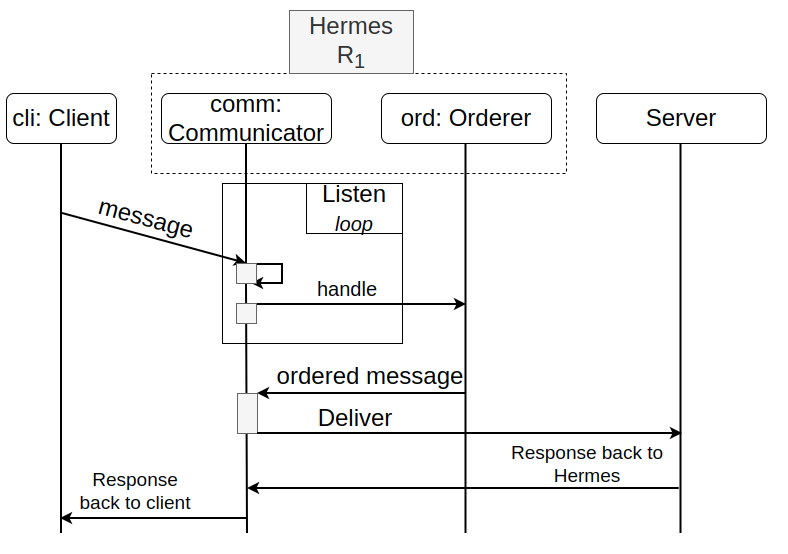 Hermes
R1
cli: Client
comm:
Communicator
ord: Orderer
Server
Listen
loop
message
handle
ordered message
Deliver
Response back to
Hermes
Response
back to client